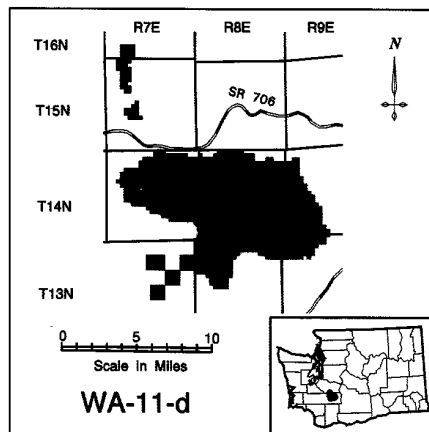 R7E R8E R9E
T16N
N
T15N
SR 706
T14N
T13N
0 5 10
Scale in Miles
WA-11-d